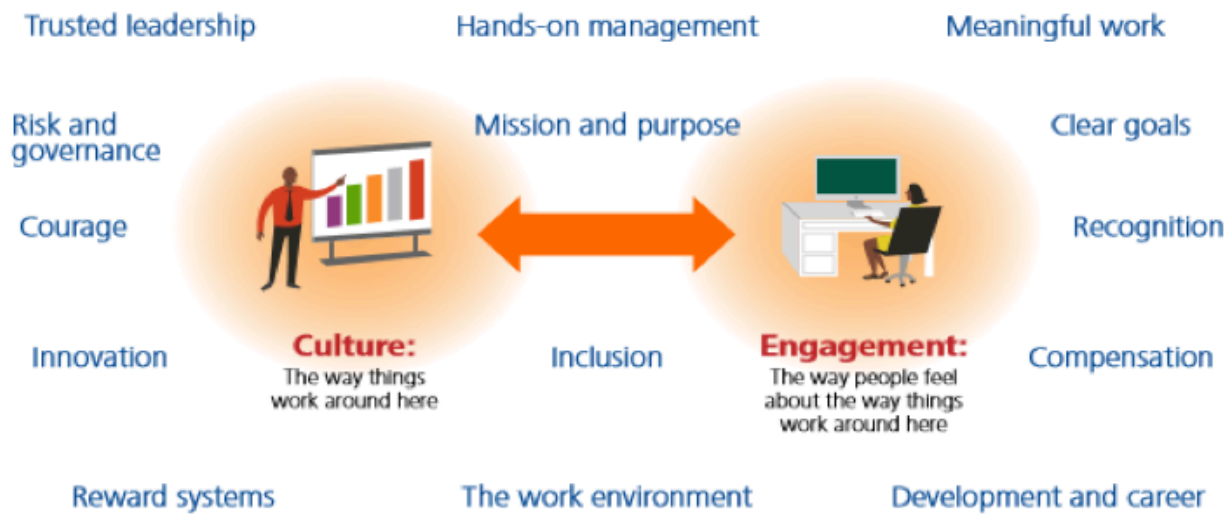 Trusted leadership
Hands-on management
Meaningful work
Risk and
governance
Mission and purpose
Clear goals
Courage
Recognition
Innovation
Culture:
The way things
work around here
Inclusion
Engagement:
The way people feel
about the way things
work around here
Compensation
Reward systems
The work environment
Development and career